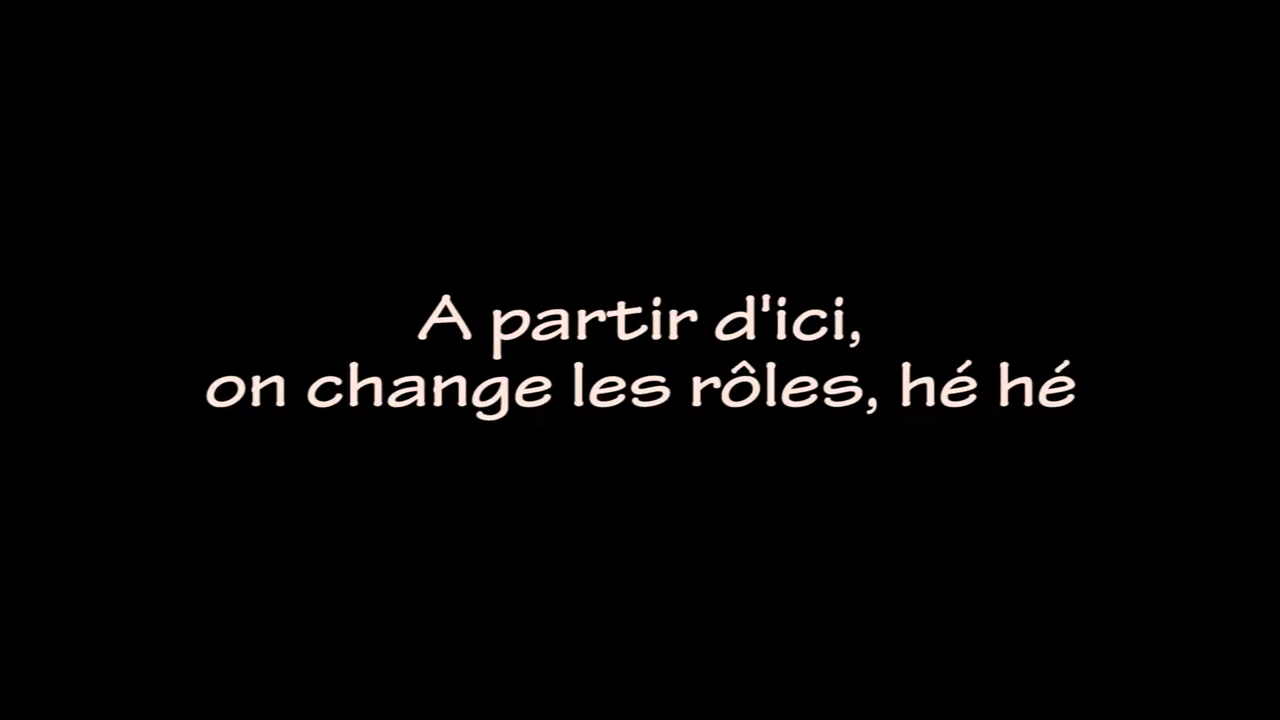 A partir d'ici,
on change les rôles, hé hé